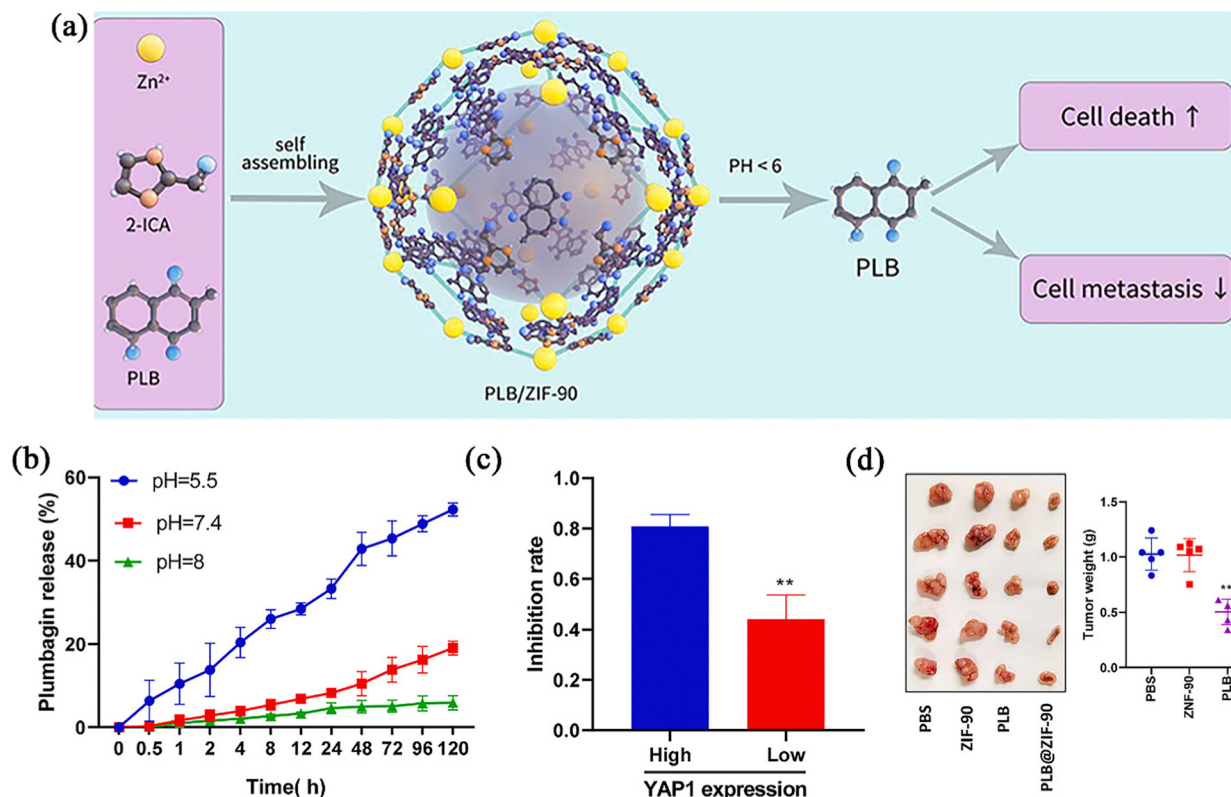 (a)
Zn²⁺
2-ICA
PLB
self
assembling
PLB/ZIF-90
PH < 6
PLB
Cell death ↑
Cell metastasis ↓
(b)
Plumbagin release (%)
60
40
20
0
pH=5.5
pH=7.4
pH=8
0 0.5 1 2 4 8 12 24 48 72 96 120
Time( h)
(c)
Inhibition rate
1.0
0.8
0.6
0.4
0.2
0.0
**
High Low
YAP1 expression
(d)
PBS ZIF-90 PLB PLB@ZIF-90
Tumor weight (g)
1.5
1.0
0.5
0.0
**
PBS ZNF-90 PLB